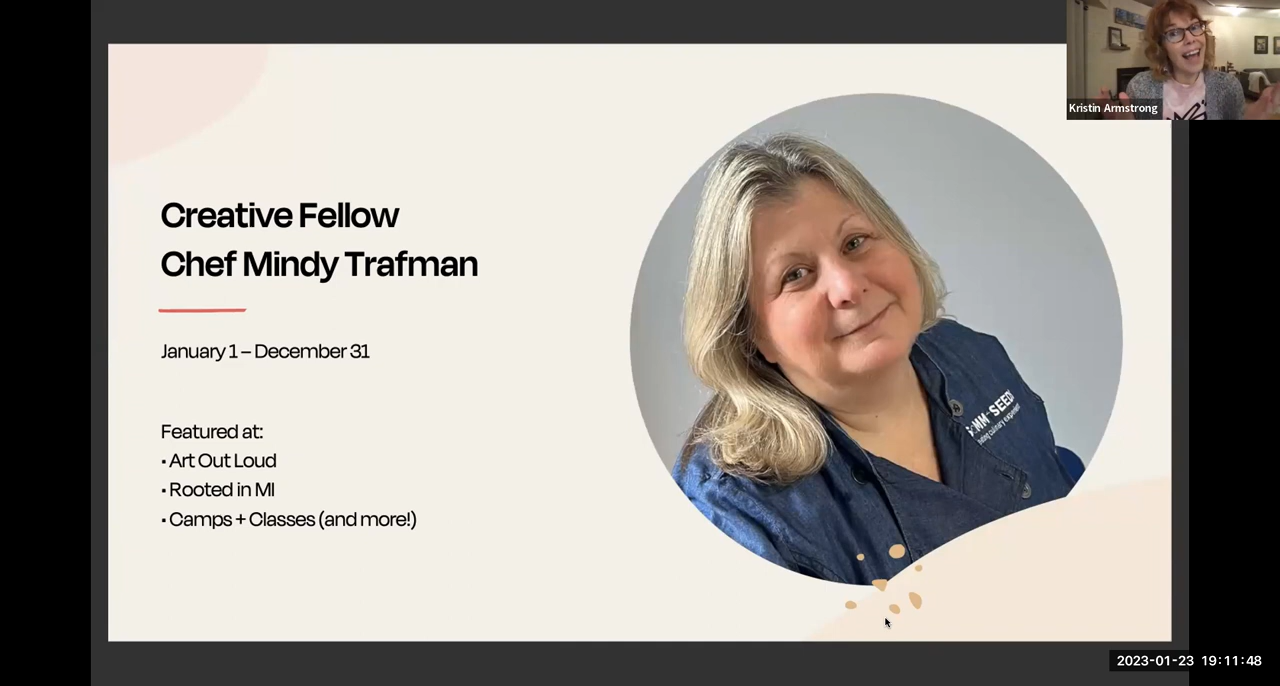 Kristin Armstrong
Creative Fellow
Chef Mindy Trafman
January 1 – December 31
Featured at:
• Art Out Loud
• Rooted in MI
• Camps + Classes (and more!)
2023-01-23 19:11:48